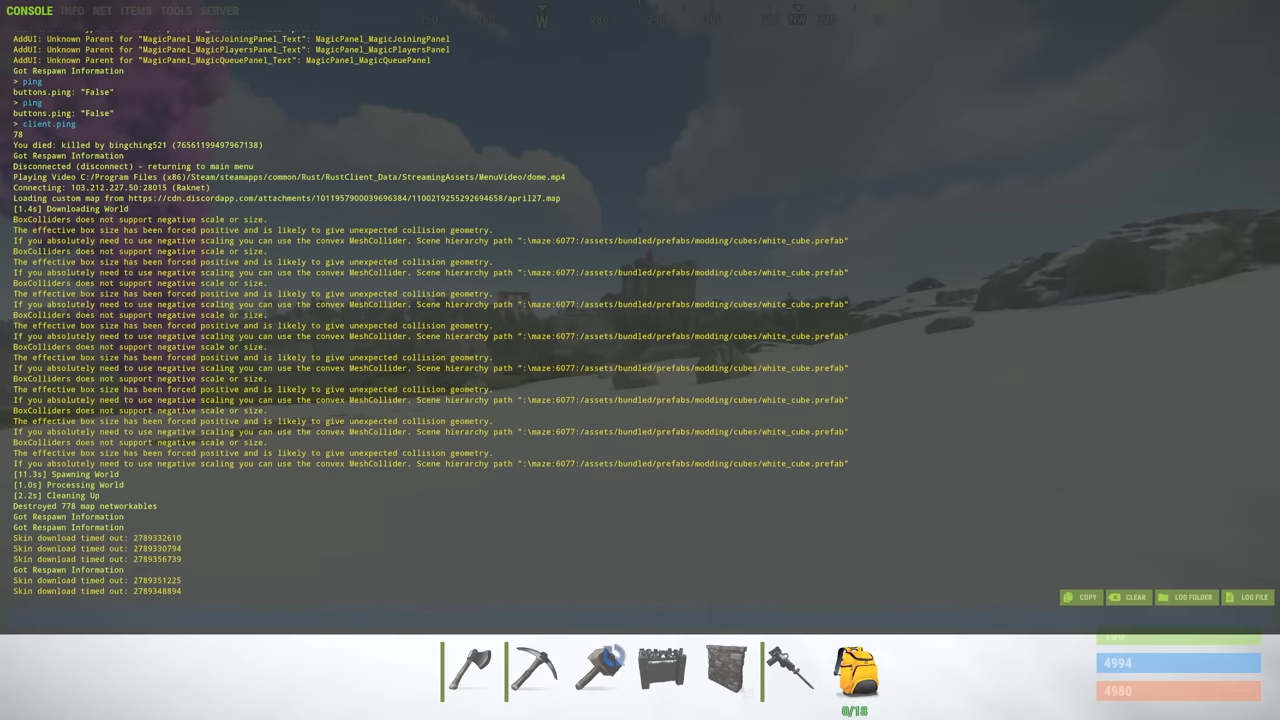 CONSOLE INFO NET ITEMS TOOLS SERVER
W NW
AddUI: Unknown Parent for "MagicPanel_MagicJoiningPanel_Text": MagicPanel_MagicJoiningPanel
AddUI: Unknown Parent for "MagicPanel_MagicPlayersPanel_Text": MagicPanel_MagicPlayersPanel
AddUI: Unknown Parent for "MagicPanel_MagicQueuePanel_Text": MagicPanel_MagicQueuePanel
Got Respawn Information
> ping
buttons.ping: "False"
> ping
buttons.ping: "False"
> client.ping
78
You died: killed by bingching521 (76561199497967138)
Got Respawn Information
Disconnected (disconnect) - returning to main menu
Playing Video C:/Program Files (x86)/Steam/steamapps/common/Rust/RustClient_Data/StreamingAssets/MenuVideo/dome.mp4
Connecting: 103.212.227.50:28015 (Raknet)
Loading custom map from https://cdn.discordapp.com/attachments/1011957900039696384/1100219255292694658/april27.map
[1.4s] Downloading World
BoxColliders does not support negative scale or size.
The effective box size has been forced positive and is likely to give unexpected collision geometry.
If you absolutely need to use negative scaling you can use the convex MeshCollider. Scene hierarchy path ":\maze:6077:/assets/bundled/prefabs/modding/cubes/white_cube.prefab"
BoxColliders does not support negative scale or size.
The effective box size has been forced positive and is likely to give unexpected collision geometry.
If you absolutely need to use negative scaling you can use the convex MeshCollider. Scene hierarchy path ":\maze:6077:/assets/bundled/prefabs/modding/cubes/white_cube.prefab"
BoxColliders does not support negative scale or size.
The effective box size has been forced positive and is likely to give unexpected collision geometry.
If you absolutely need to use negative scaling you can use the convex MeshCollider. Scene hierarchy path ":\maze:6077:/assets/bundled/prefabs/modding/cubes/white_cube.prefab"
BoxColliders does not support negative scale or size.
The effective box size has been forced positive and is likely to give unexpected collision geometry.
If you absolutely need to use negative scaling you can use the convex MeshCollider. Scene hierarchy path ":\maze:6077:/assets/bundled/prefabs/modding/cubes/white_cube.prefab"
BoxColliders does not support negative scale or size.
The effective box size has been forced positive and is likely to give unexpected collision geometry.
If you absolutely need to use negative scaling you can use the convex MeshCollider. Scene hierarchy path ":\maze:6077:/assets/bundled/prefabs/modding/cubes/white_cube.prefab"
BoxColliders does not support negative scale or size.
The effective box size has been forced positive and is likely to give unexpected collision geometry.
If you absolutely need to use negative scaling you can use the convex MeshCollider. Scene hierarchy path ":\maze:6077:/assets/bundled/prefabs/modding/cubes/white_cube.prefab"
BoxColliders does not support negative scale or size.
The effective box size has been forced positive and is likely to give unexpected collision geometry.
If you absolutely need to use negative scaling you can use the convex MeshCollider. Scene hierarchy path ":\maze:6077:/assets/bundled/prefabs/modding/cubes/white_cube.prefab"
BoxColliders does not support negative scale or size.
The effective box size has been forced positive and is likely to give unexpected collision geometry.
If you absolutely need to use negative scaling you can use the convex MeshCollider. Scene hierarchy path ":\maze:6077:/assets/bundled/prefabs/modding/cubes/white_cube.prefab"
[11.3s] Spawning World
[1.0s] Processing World
[2.2s] Cleaning Up
Destroyed 778 map networkables
Got Respawn Information
Got Respawn Information
Skin download timed out: 2789332610
Skin download timed out: 2789330794
Skin download timed out: 2789356739
Got Respawn Information
Skin download timed out: 2789351225
Skin download timed out: 2789348894
COPY CLEAR LOG FOLDER LOG FILE
100
4994
4980
0/18